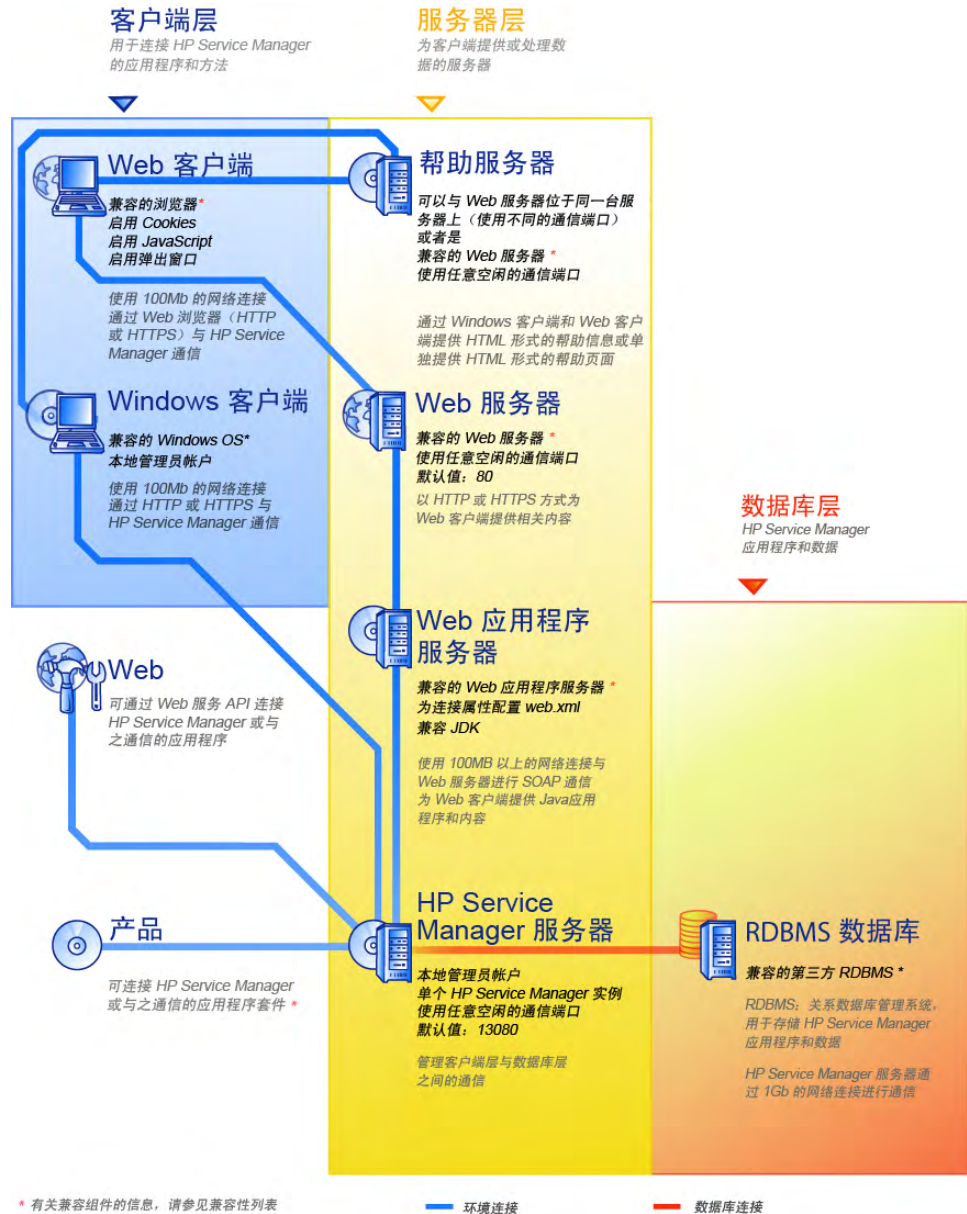 客户端层
用于连接 HP Service Manager
的应用程序和方法
服务器层
为客户端提供或处理数
据的服务器
Web 客户端
兼容的浏览器*
启用 Cookies
启用 JavaScript
启用弹出窗口
使用 100Mb 的网络连接
通过 Web 浏览器（HTTP
或 HTTPS）与 HP Service
Manager 通信
帮助服务器
可以与 Web 服务器位于同一台服
务器上（使用不同的通信端口）
或者是
兼容的 Web 服务器 *
使用任意空闲的通信端口
通过 Windows 客户端和 Web 客户
端提供 HTML 形式的帮助信息或单
独提供 HTML 形式的帮助页面
Windows 客户端
兼容的 Windows OS*
本地管理员帐户
使用 100Mb 的网络连接
通过 HTTP 或 HTTPS 与
HP Service Manager 通信
Web 服务器
兼容的 Web 服务器 *
使用任意空闲的通信端口
默认值：80
以 HTTP 或 HTTPS 方式为
Web 客户端提供相关内容
数据库层
HP Service Manager
应用程序和数据
Web 应用程序
服务器
兼容的 Web 应用程序服务器 *
为连接属性配置 web.xml
兼容 JDK
使用 100MB 以上的网络连接与
Web 服务器进行 SOAP 通信
为 Web 客户端提供 Java应用
程序和内容
Web
可通过 Web 服务 API 连接
HP Service Manager 或与
之通信的应用程序
产品
可连接 HP Service Manager
或与之通信的应用程序套件 *
HP Service
Manager 服务器
本地管理员帐户
单个 HP Service Manager 实例
使用任意空闲的通信端口
默认值：13080
管理客户端层与数据库层
之间的通信
RDBMS 数据库
兼容的第三方 RDBMS *
RDBMS：关系数据库管理系统，
用于存储 HP Service Manager
应用程序和数据
HP Service Manager 服务器通
过 1Gb 的网络连接进行通信
* 有关兼容组件的信息，请参见兼容性列表
环境连接
数据库连接